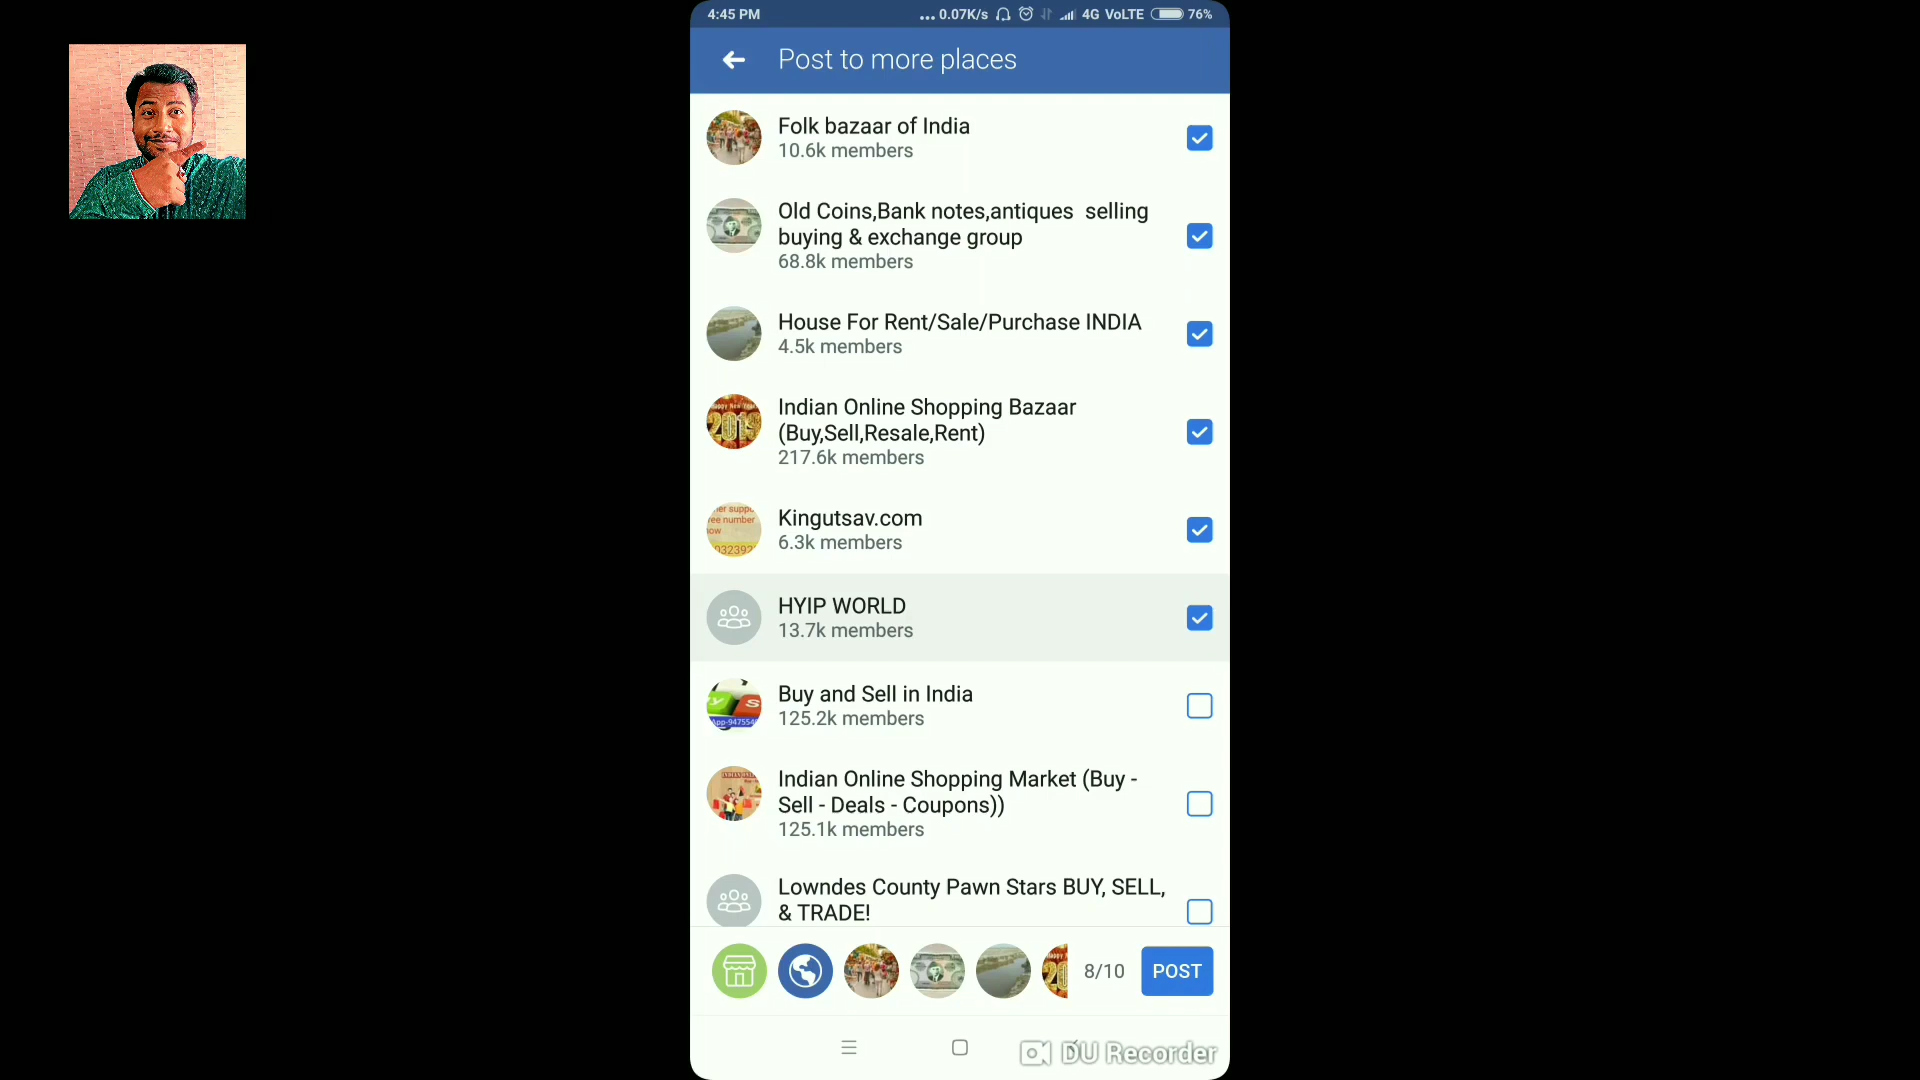 4:45 PM
... 0.07K/s 4G VoLTE 76%
Post to more places
Folk bazaar of India
10.6k members
Old Coins,Bank notes,antiques  selling
buying & exchange group
68.8k members
House For Rent/Sale/Purchase INDIA
4.5k members
Indian Online Shopping Bazaar
(Buy,Sell,Resale,Rent)
217.6k members
2019
Kingutsav.com
6.3k members
ee number
03239
HYIP WORLD
13.7k members
Buy and Sell in India
125.2k members
Indian Online Shopping Market (Buy -
Sell - Deals - Coupons))
125.1k members
Lowndes County Pawn Stars BUY, SELL,
& TRADE!
8/10
POST
DU Recorder